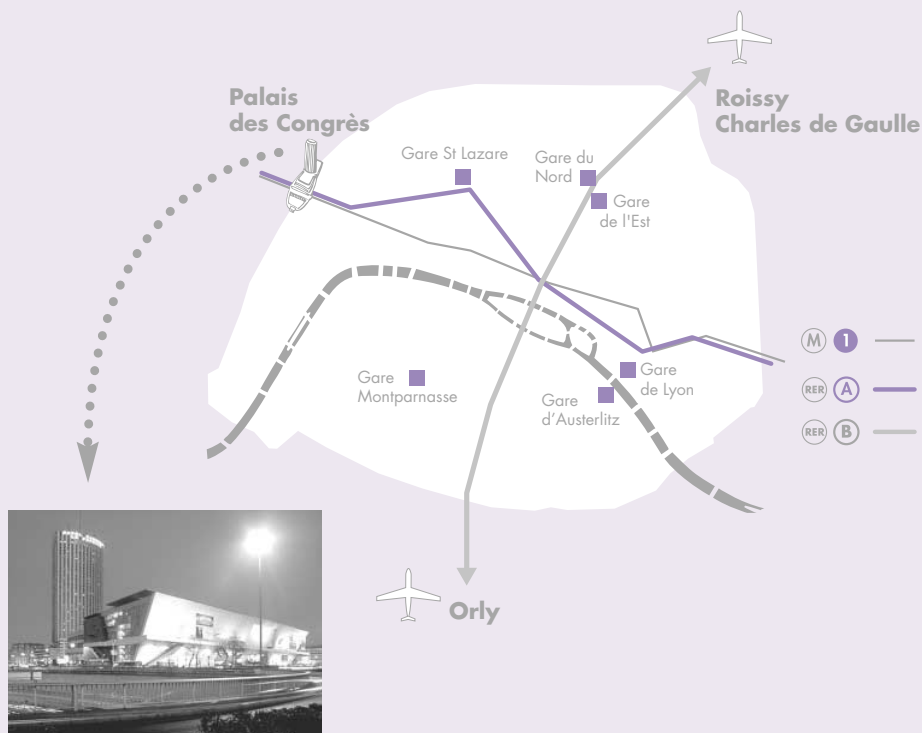 Palais
des Congrès
Roissy
Charles de Gaulle
Gare St Lazare
Gare du
Nord
Gare
de l'Est
M 1
Gare
Montparnasse
Gare
de Lyon
RER A
Gare
d'Austerlitz
RER B
Orly